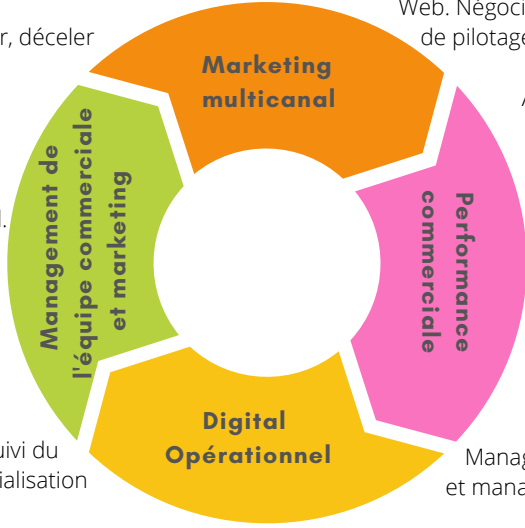 Web. Négoci
r, déceler
de pilotage
Marketing
multicanal
Management de
l'équipe commerciale
et marketing
Performance
commerciale
Digital
Opérationnel
uivi du
ialisation
Manag
et mana